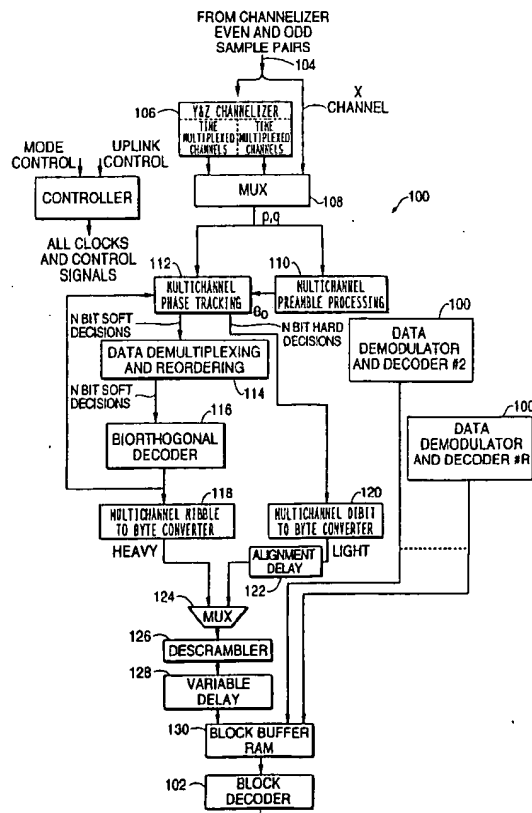 FROM CHANNELIZER
EVEN AND ODD
SAMPLE PAIRS
104
X
CHANNEL
106
Y&Z CHANNELIZER
TIME MULTIPLEXED CHANNELS
TIME MULTIPLEXED CHANNELS
MODE CONTROL
UPLINK CONTROL
CONTROLLER
MUX
108
100
p,q
ALL CLOCKS
AND CONTROL
SIGNALS
112
110
MULTICHANNEL
PHASE TRACKING
MULTICHANNEL
PREAMBLE PROCESSING
θ0
N BIT SOFT
DECISIONS
N BIT HARD
DECISIONS
100
DATA
DEMODULATOR
AND DECODER #2
DATA DEMULTIPLEXING
AND REORDERING
114
N BIT SOFT
DECISIONS
116
BIORTHOGONAL
DECODER
100
DATA
DEMODULATOR
AND DECODER #R
118
120
MULTICHANNEL NIBBLE
TO BYTE CONVERTER
MULTICHANNEL DIBIT
TO BYTE CONVERTER
HEAVY
ALIGNMENT
DELAY
LIGHT
122
124
MUX
126
DESCRAMBLER
128
VARIABLE
DELAY
130
BLOCK BUFFER
RAM
102
BLOCK
DECODER